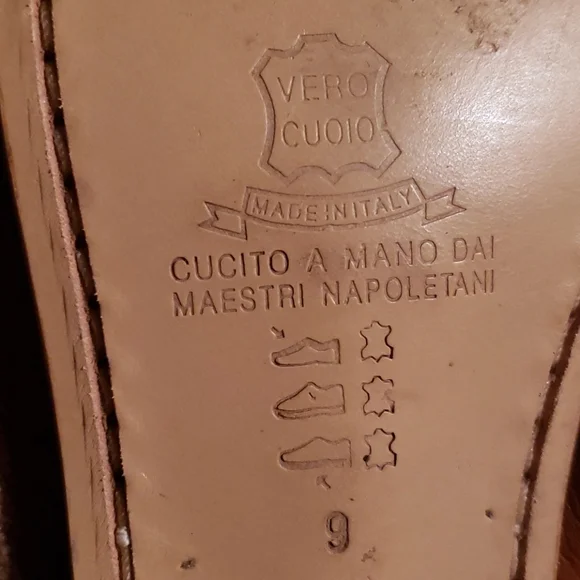 VERO
CUOIO
MADE IN ITALY
CUCITO A MANO DAI
MAESTRI NAPOLETANI
9